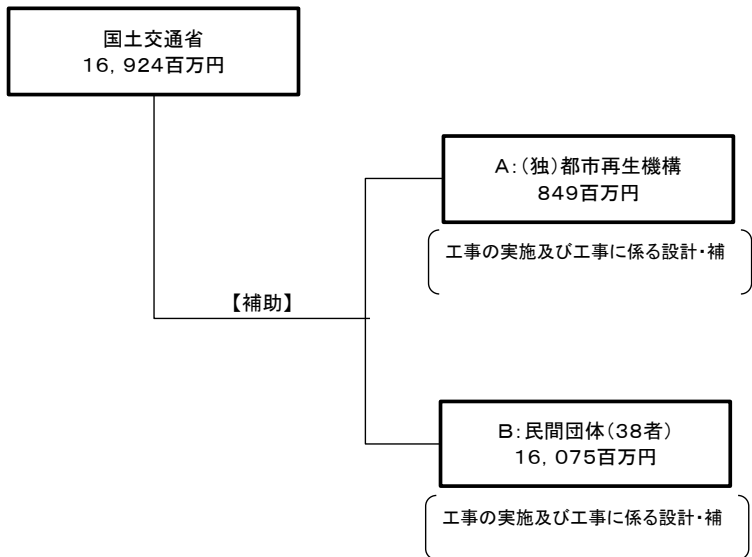 国土交通省
16，924百万円
A：（独）都市再生機構
849百万円
工事の実施及び工事に係る設計・補
【補助】
B：民間団体（38者）
16，075百万円
工事の実施及び工事に係る設計・補